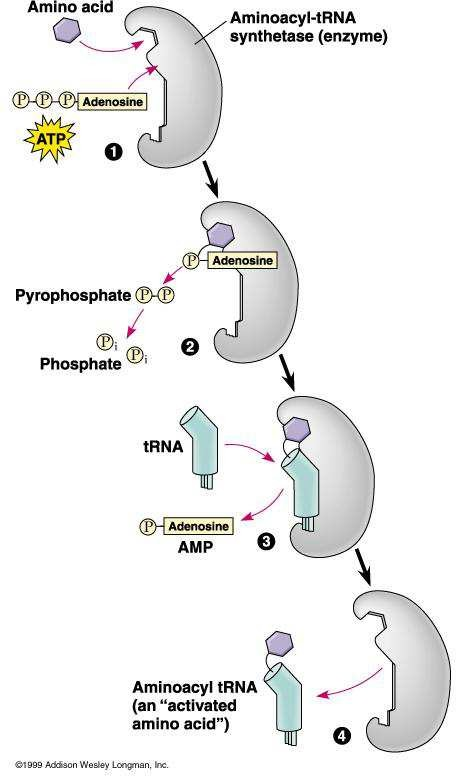 Amino acid
Aminoacyl-tRNA
synthetase (enzyme)
P P P Adenosine
ATP
1
P Adenosine
Pyrophosphate P P
Pi
Pi
Phosphate
2
tRNA
P Adenosine
AMP
3
Aminoacyl tRNA
(an “activated
amino acid”)
4
©1999 Addison Wesley Longman, Inc.